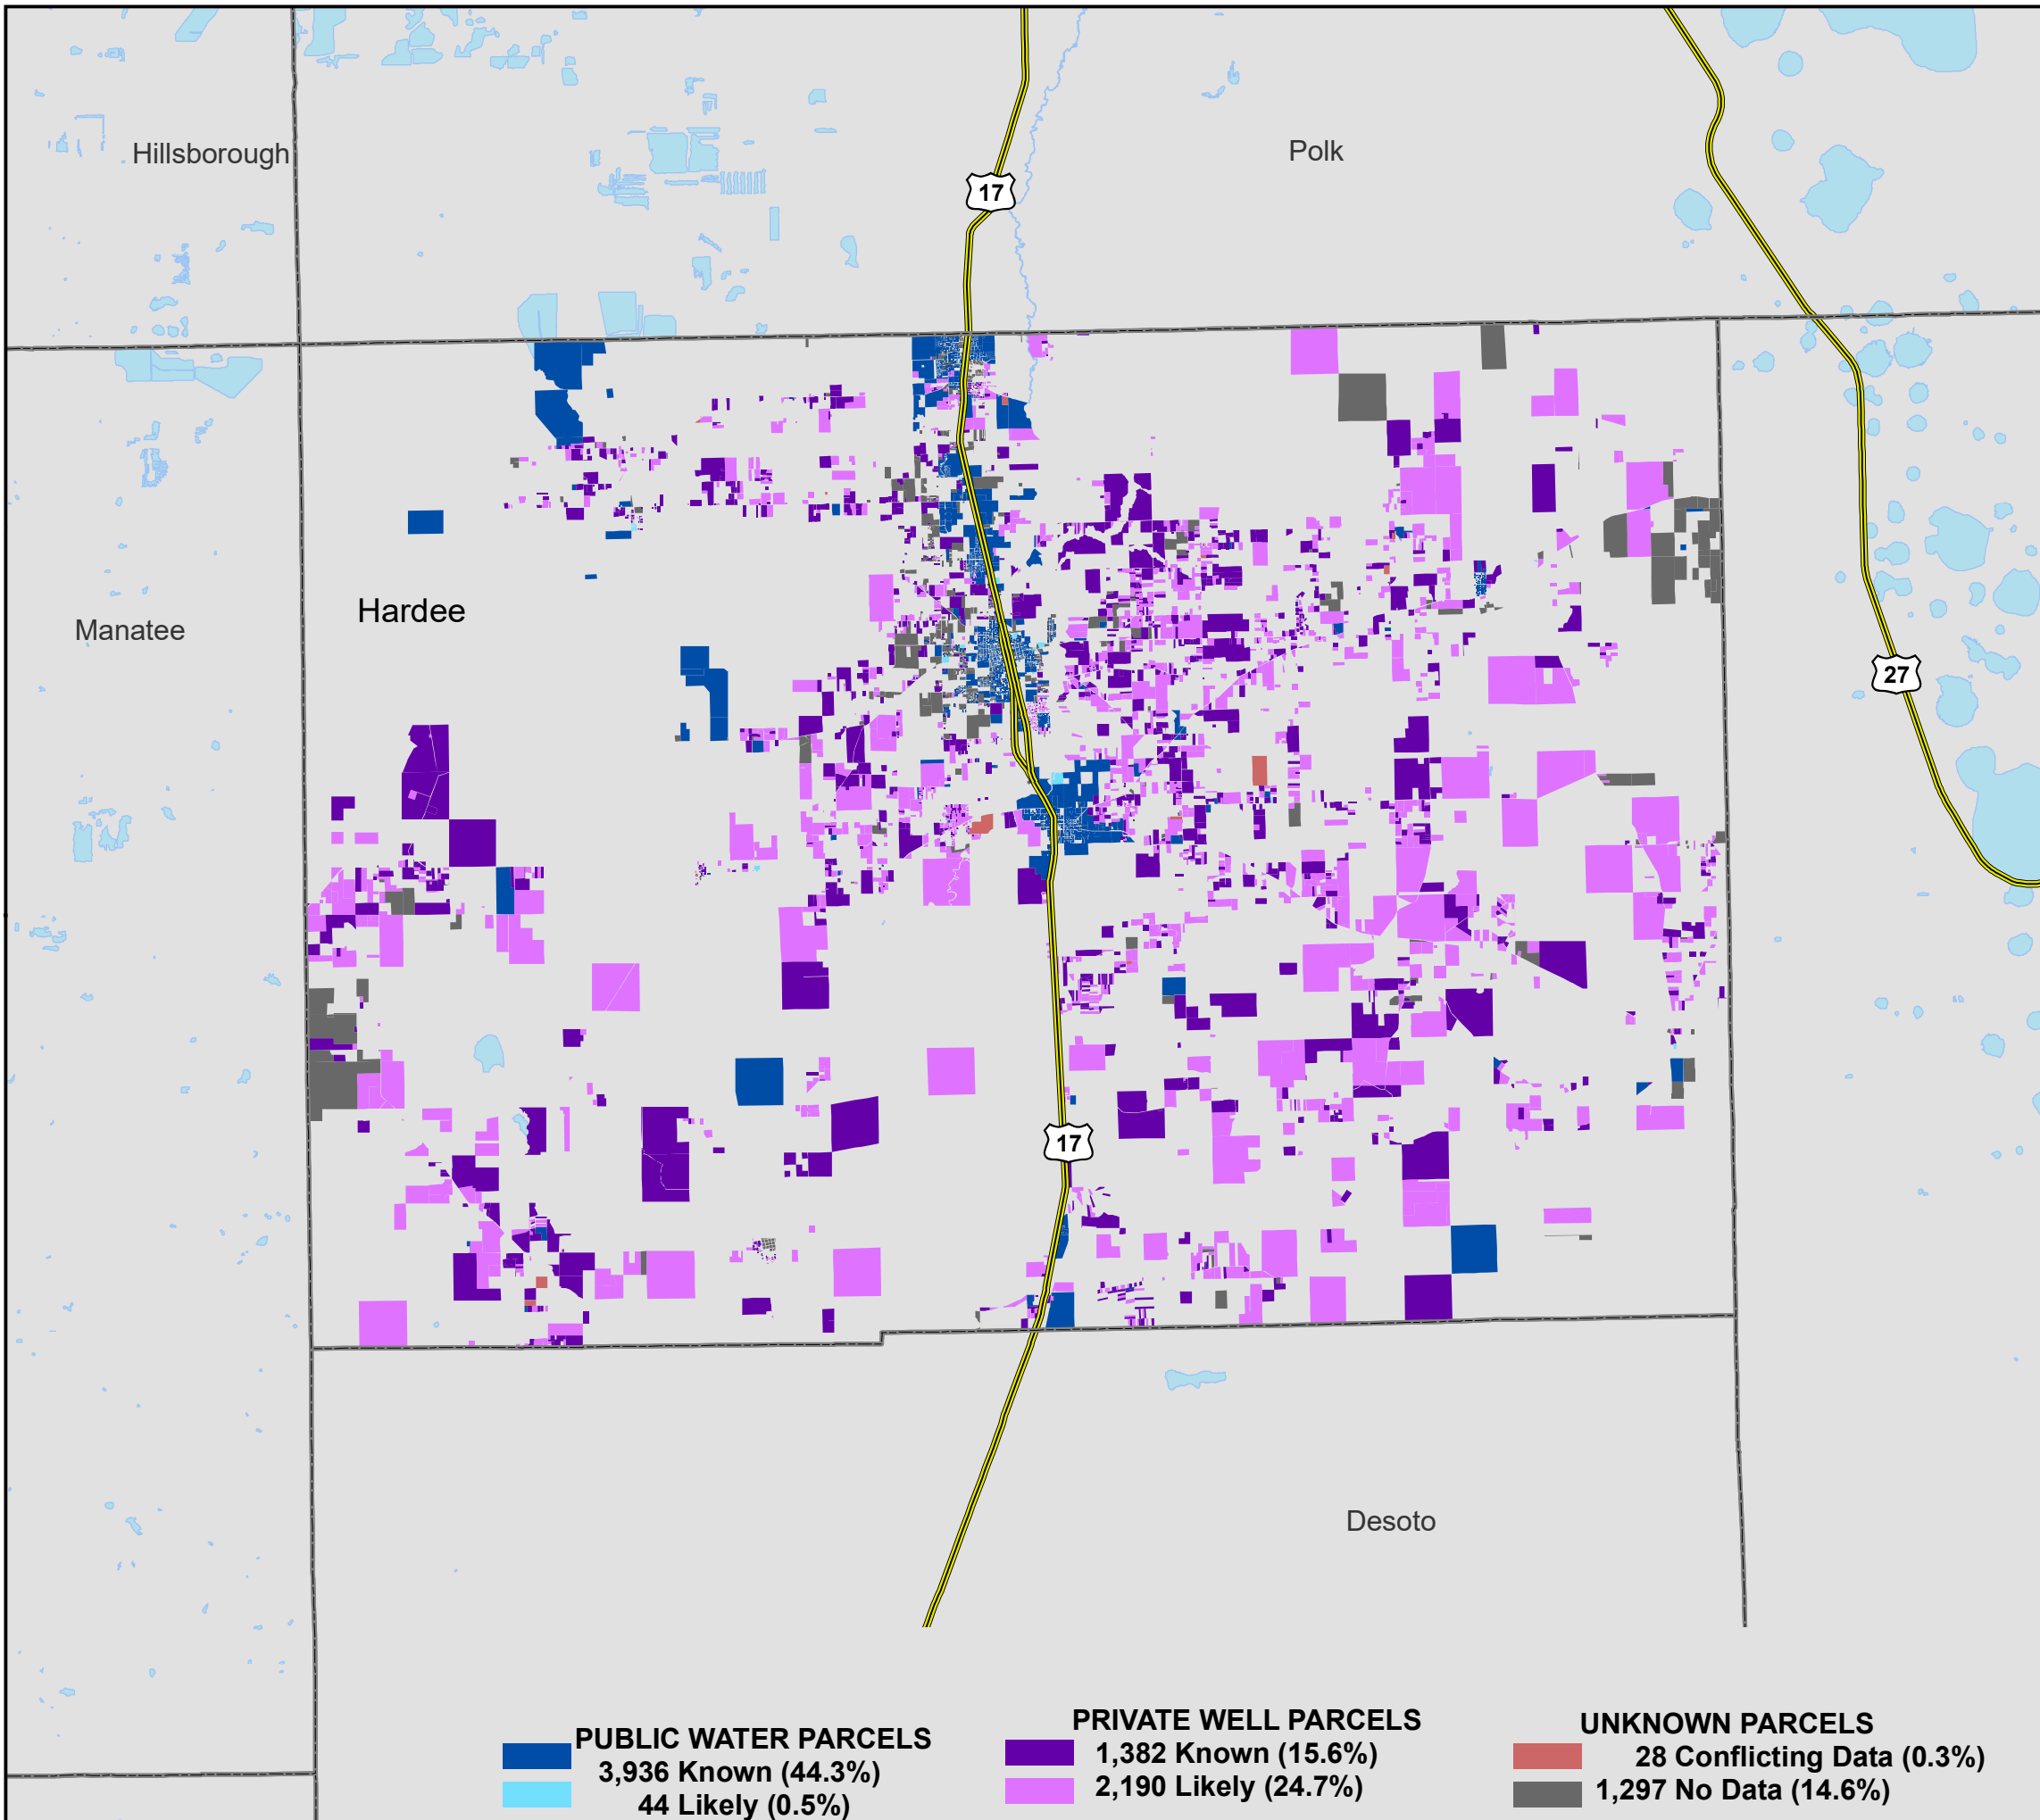 Hillsborough
Polk
17
Hardee
Manatee
27
17
Desoto
PUBLIC WATER PARCELS
3,936 Known (44.3%)
44 Likely (0.5%)
PRIVATE WELL PARCELS
1,382 Known (15.6%)
2,190 Likely (24.7%)
UNKNOWN PARCELS
28 Conflicting Data (0.3%)
1,297 No Data (14.6%)